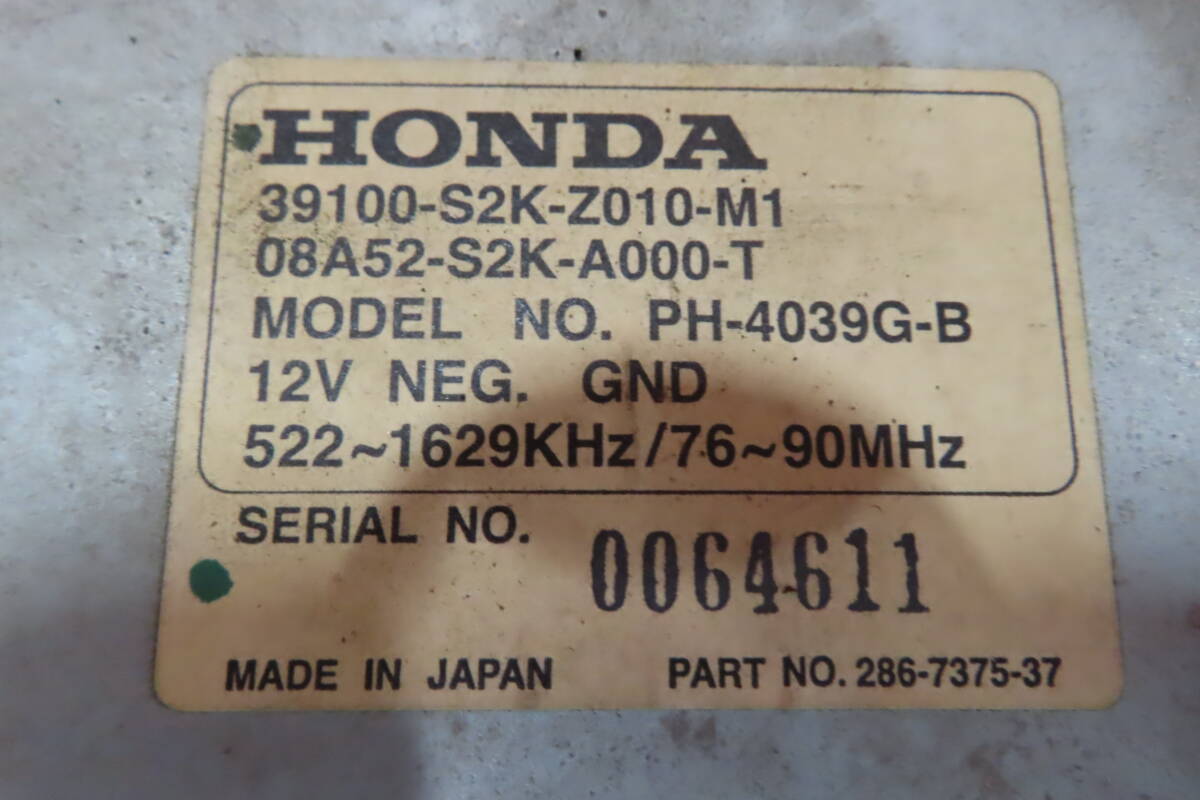 HONDA
39100-S2K-Z010-M1
08A52-S2K-A000-T
MODEL NO. PH-4039G-B
12V NEG. GND
522~1629KHz/76~90MHz
SERIAL NO. 0064611
MADE IN JAPAN PART NO. 286-7375-37